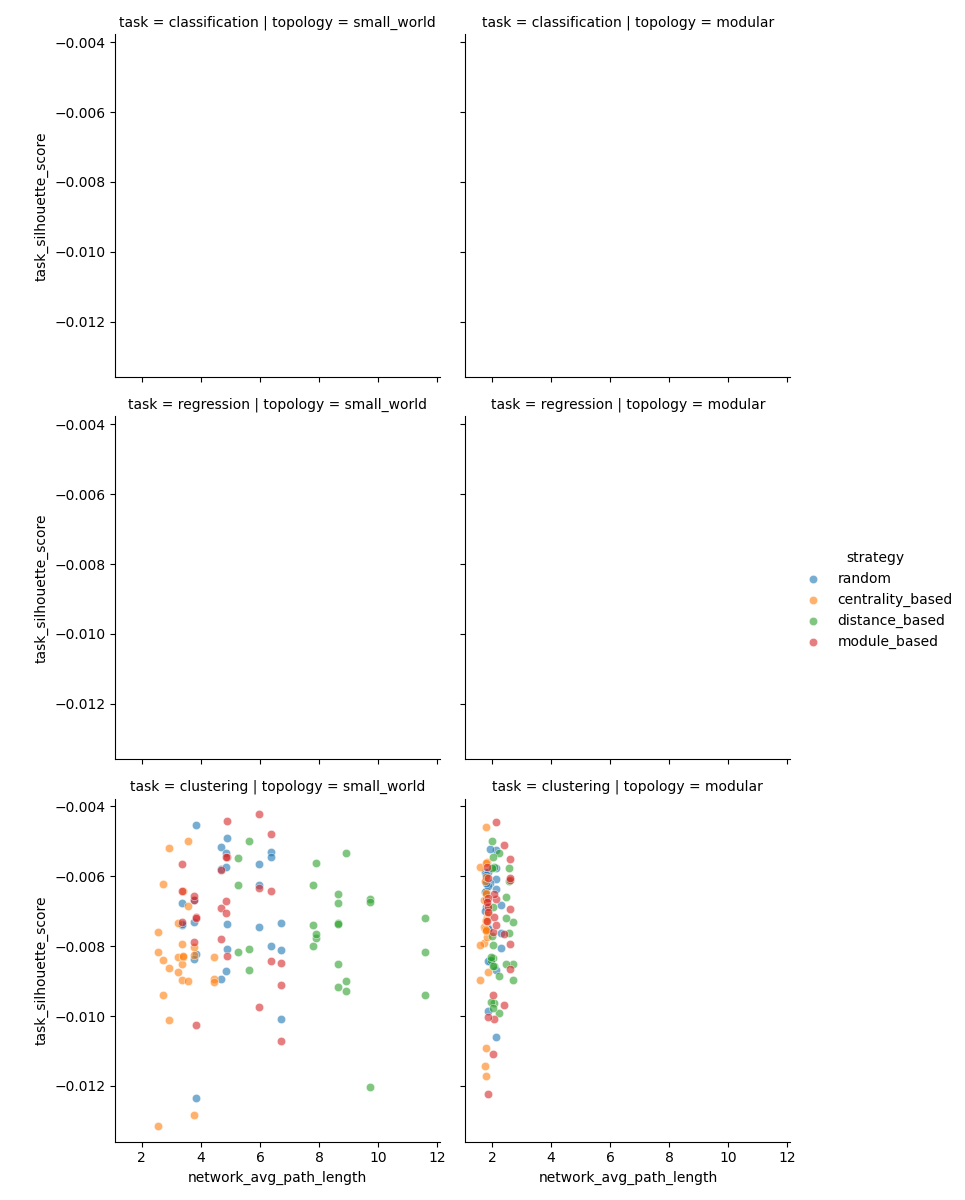 task = classification | topology = small_world
task = classification | topology = modular
−0.004
−0.006
−0.008
−0.010
−0.012
task_silhouette_score
task = regression | topology = small_world
task = regression | topology = modular
−0.004
−0.006
−0.008
−0.010
−0.012
task_silhouette_score
strategy
random
centrality_based
distance_based
module_based
task = clustering | topology = small_world
task = clustering | topology = modular
−0.004
−0.006
−0.008
−0.010
−0.012
task_silhouette_score
2 4 6 8 10 12
2 4 6 8 10 12
network_avg_path_length
network_avg_path_length